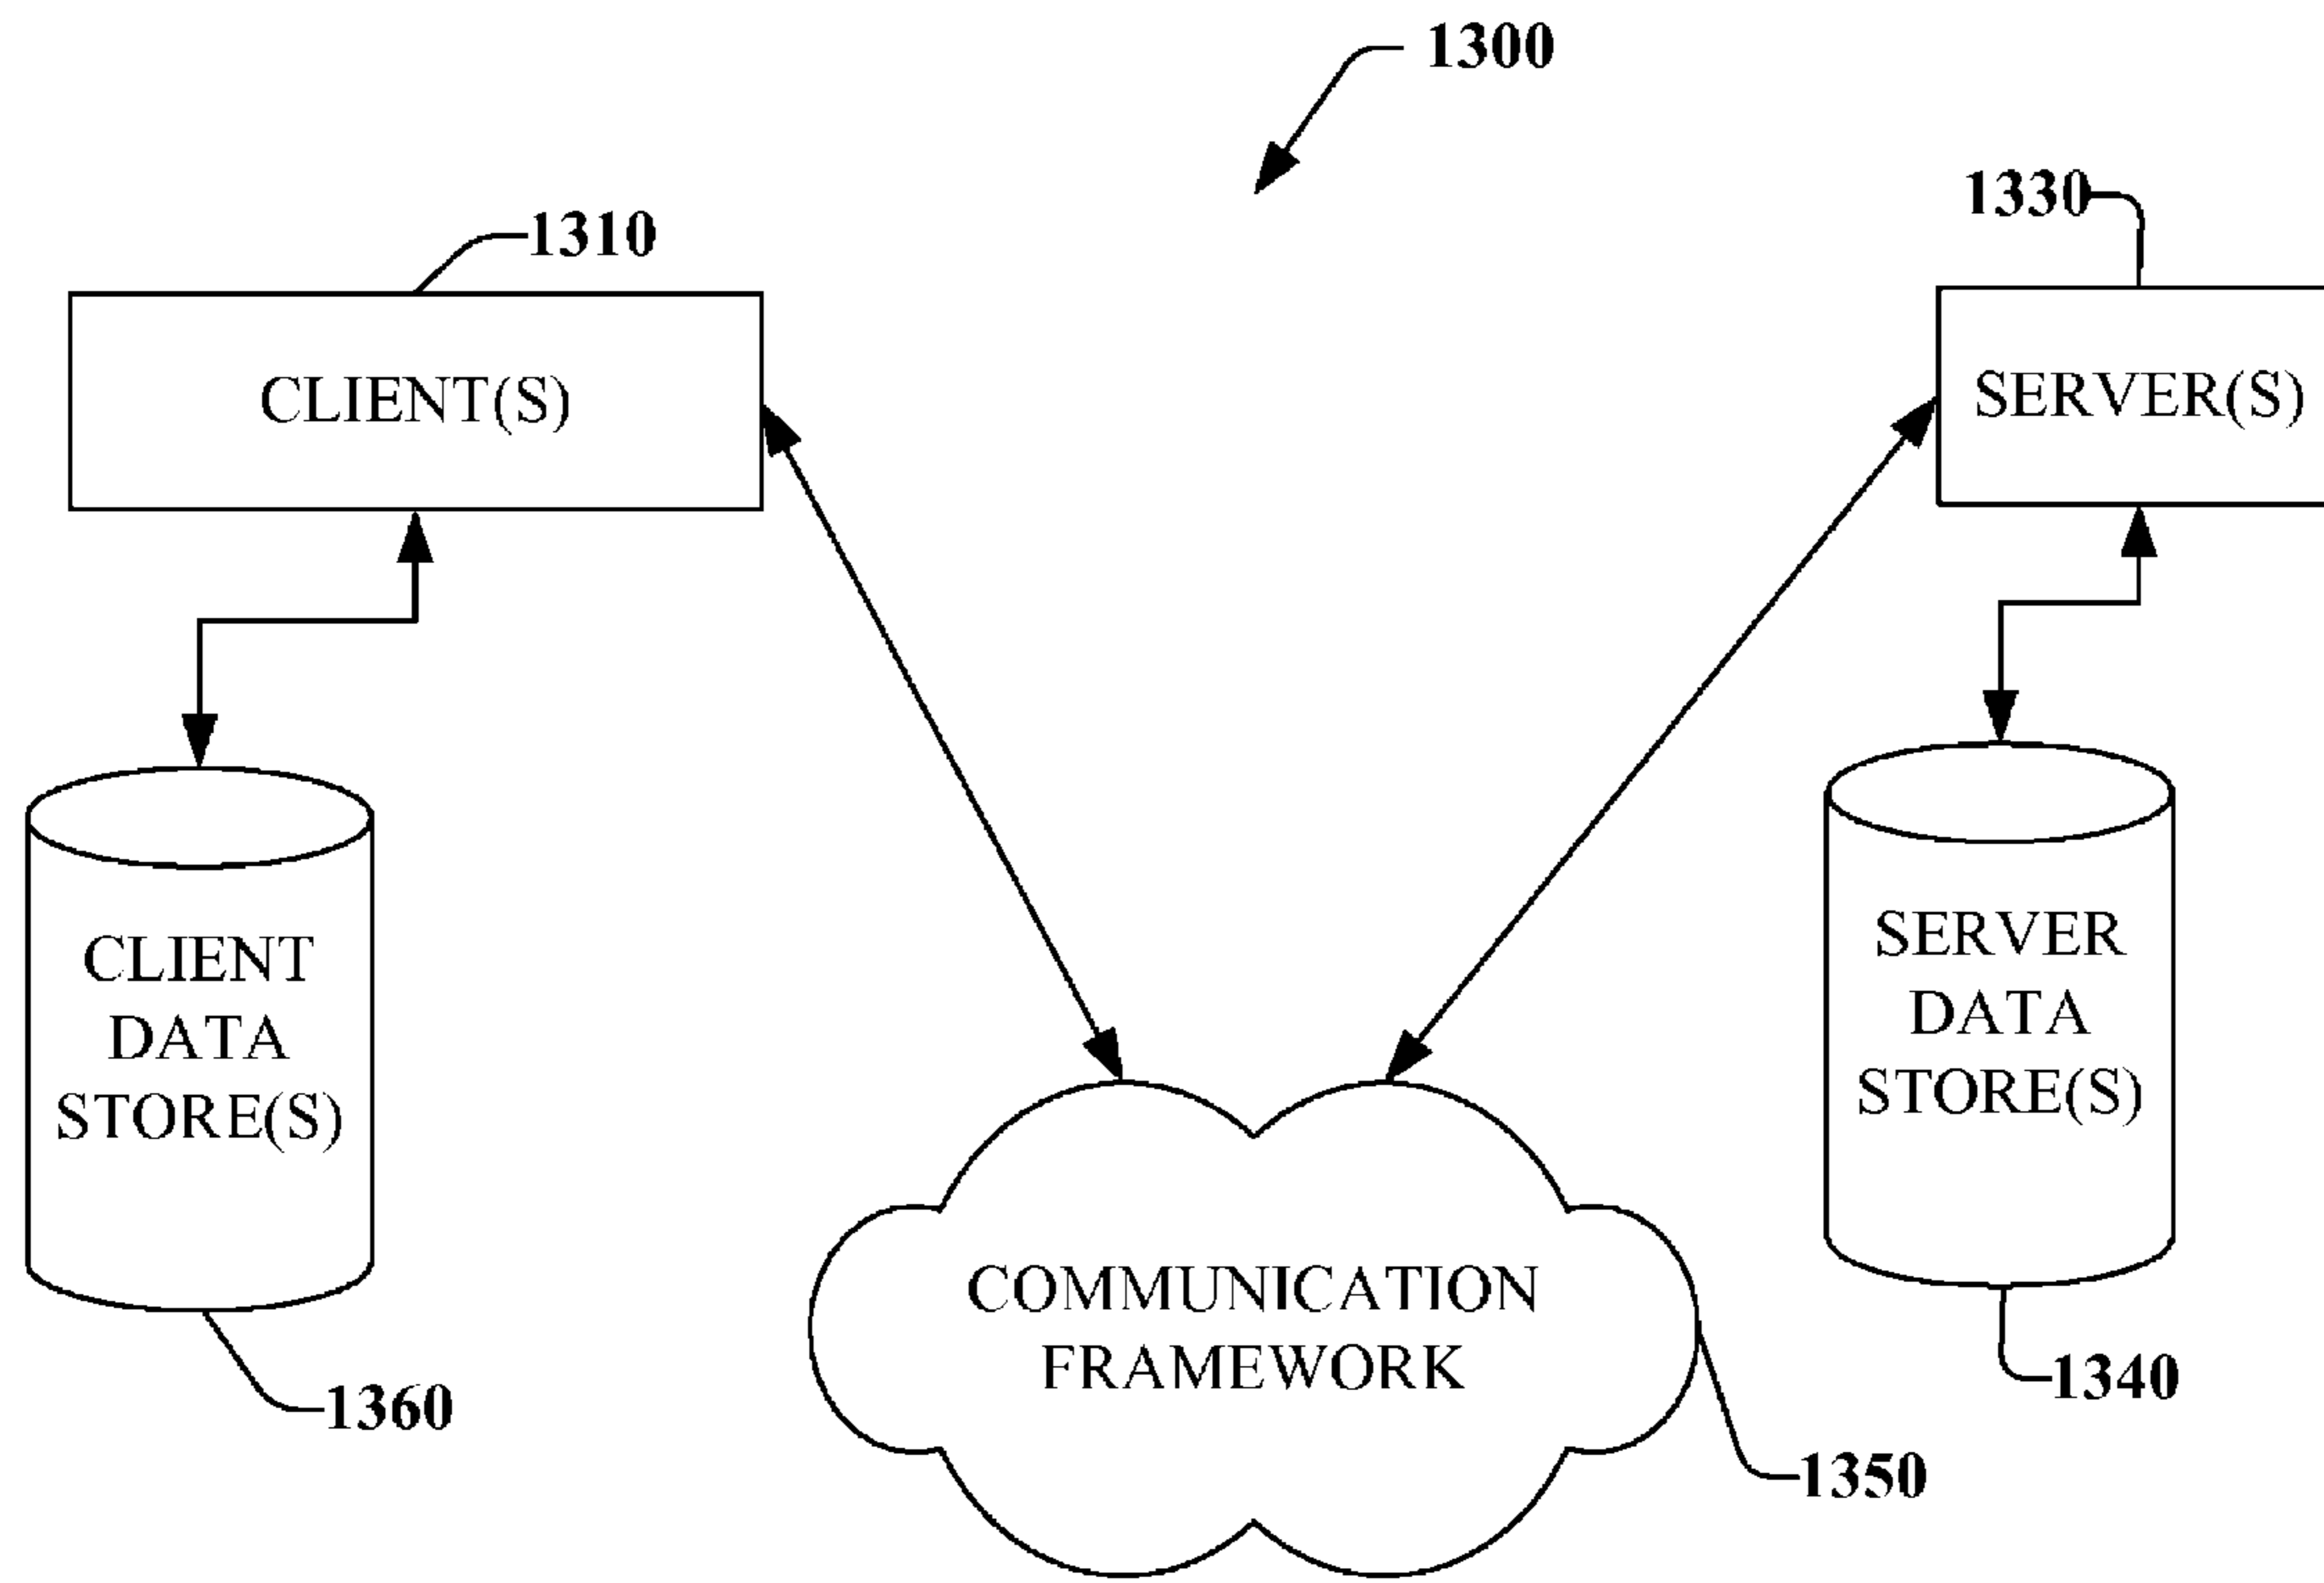 1300
1310
1330
CLIENT(S)
SERVER(S)
CLIENT
DATA
STORE(S)
SERVER
DATA
STORE(S)
COMMUNICATION
FRAMEWORK
1360
1340
1350